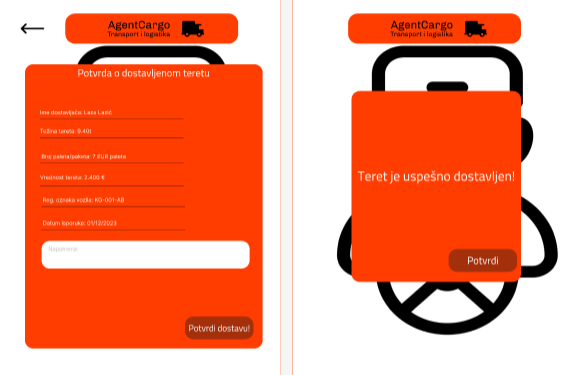 AgentCargo
Transport i logistika
Potvrda o dostavljenom teretu
Ime dostavljača: Laza Lazić
Težina tereta: 9.40t
Broj paleta/paketa: 7 EUR paleta
Vrednost tereta: 2.400 €
Reg. oznaka vozila: KG-001-AB
Datum isporuke: 01/12/2023
Napomena:
Potvrdi dostavu!
AgentCargo
Transport i logistika
Teret je uspešno dostavljen!
Potvrdi